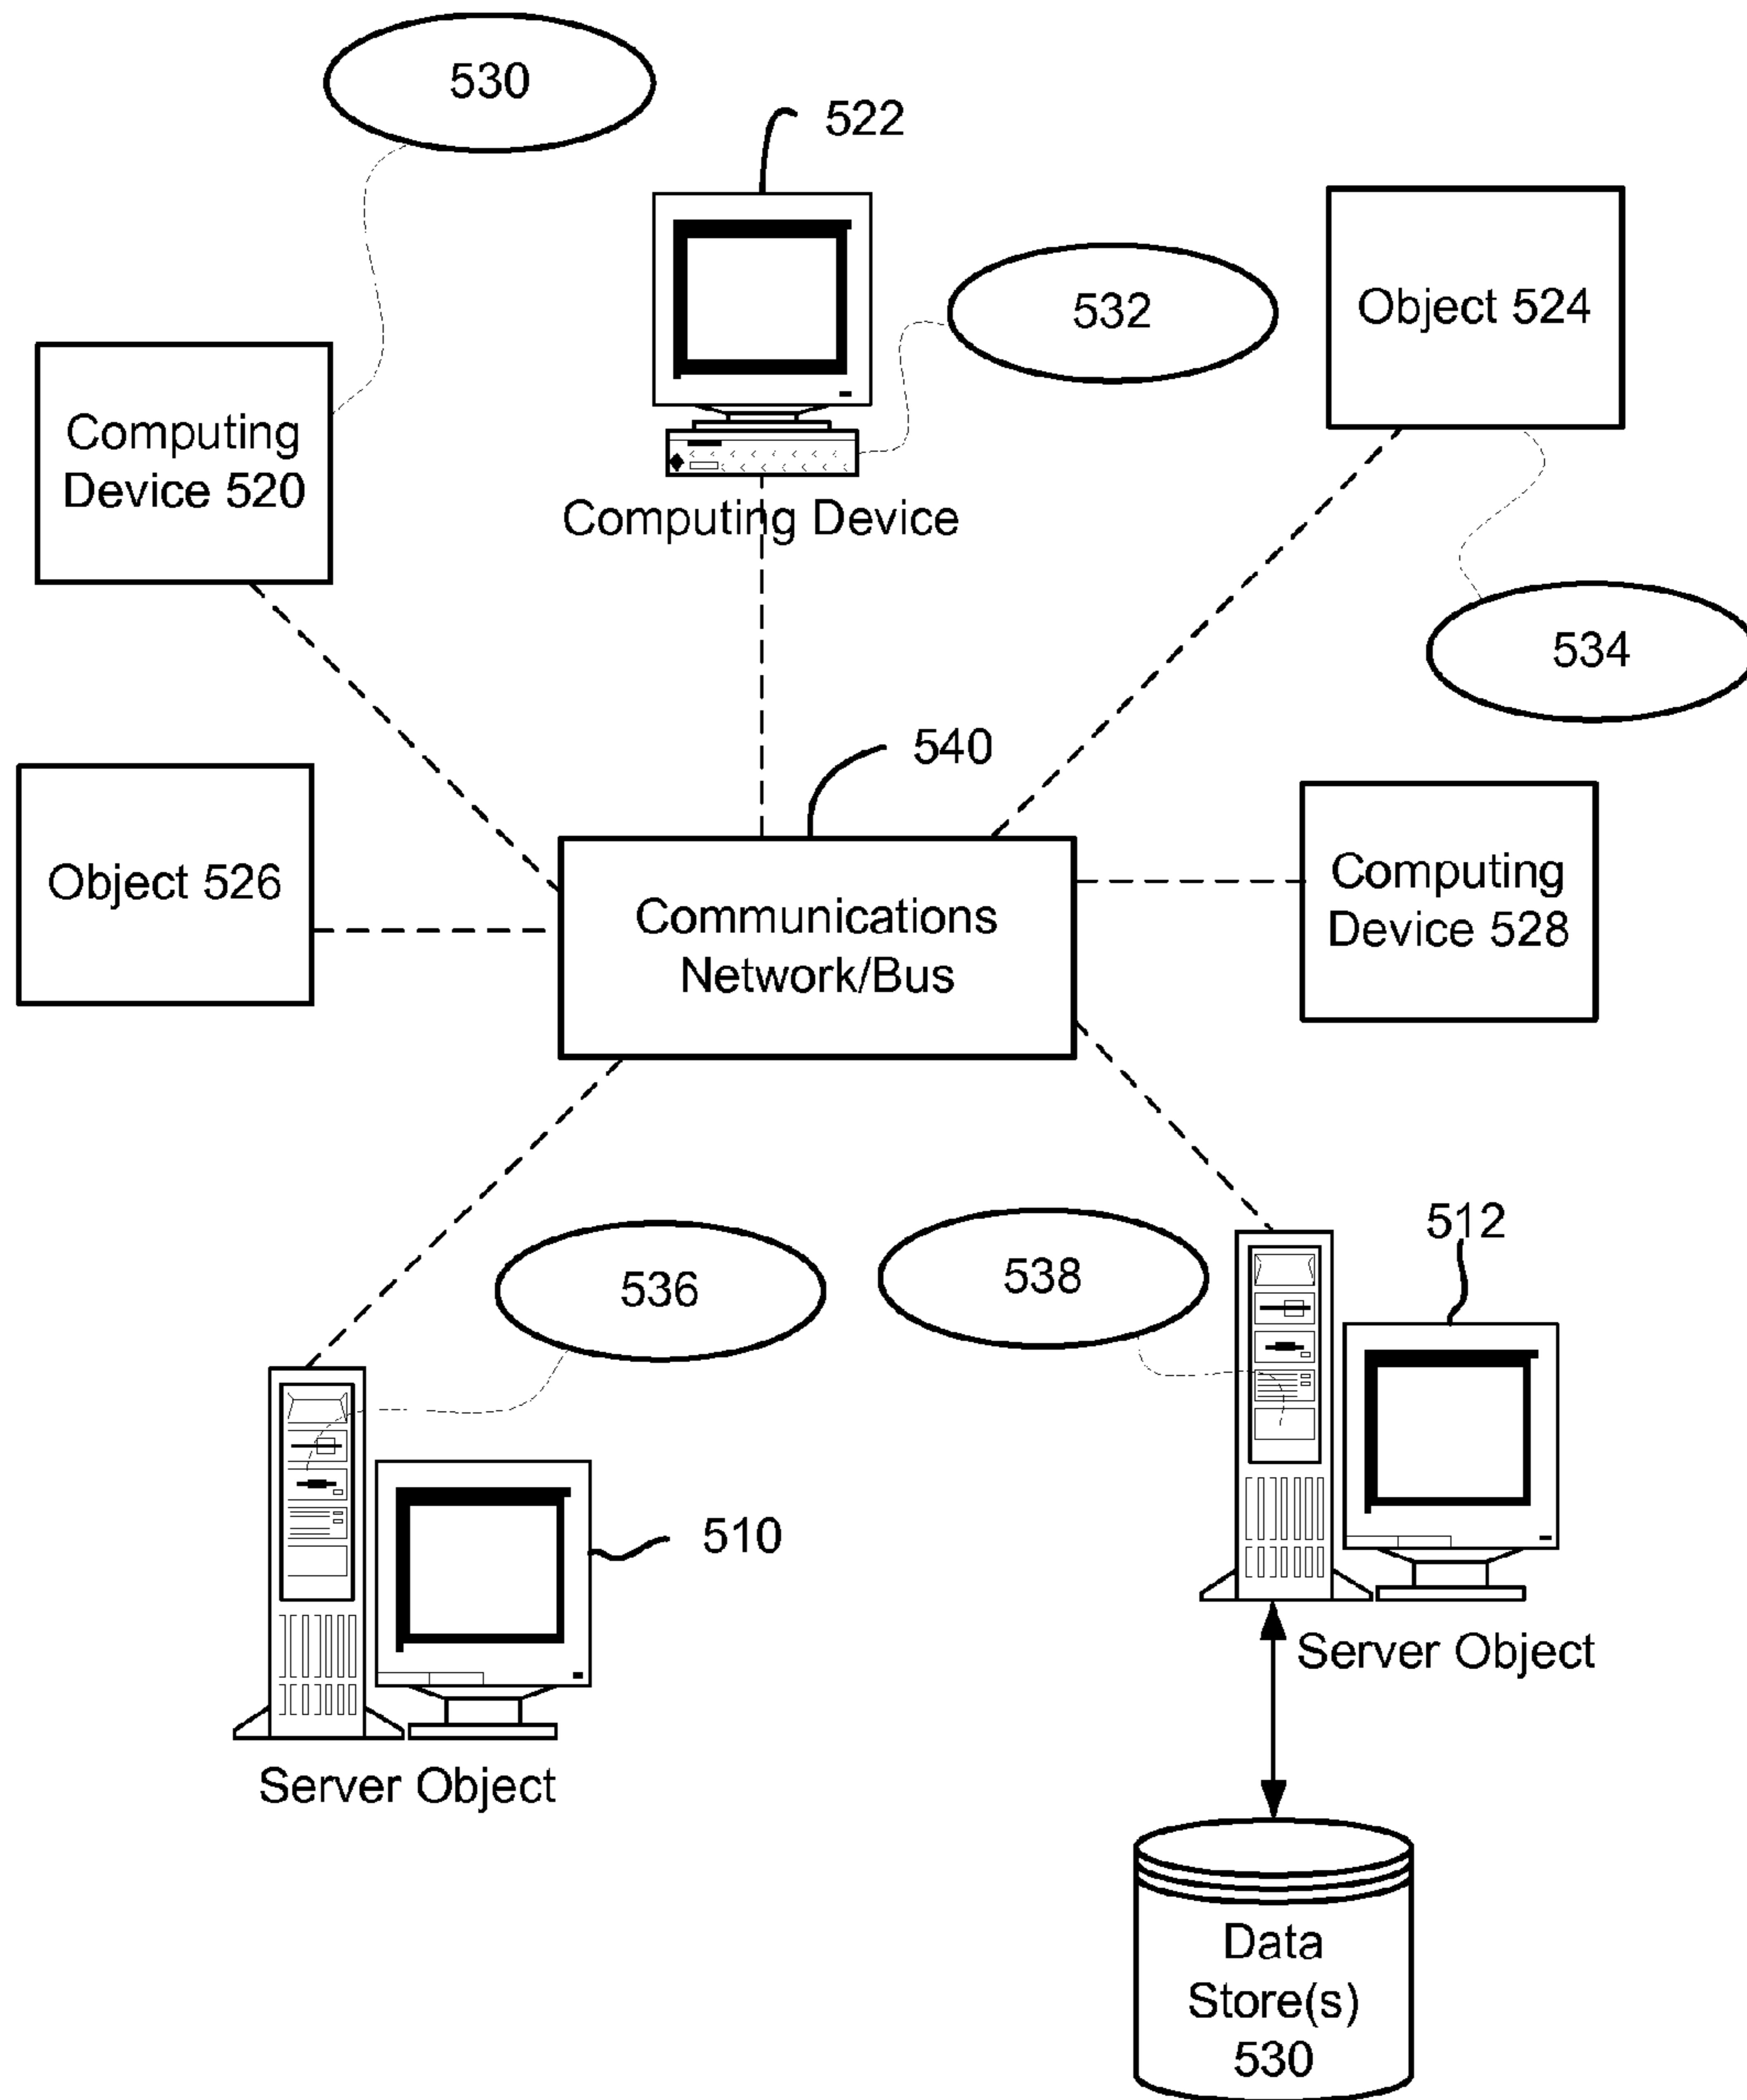 530
522
532
Object 524
Computing
Device 520
Computing Device
534
540
Object 526
Communications
Network/Bus
Computing
Device 528
512
536
538
510
Server Object
Server Object
Data
Store(s)
530